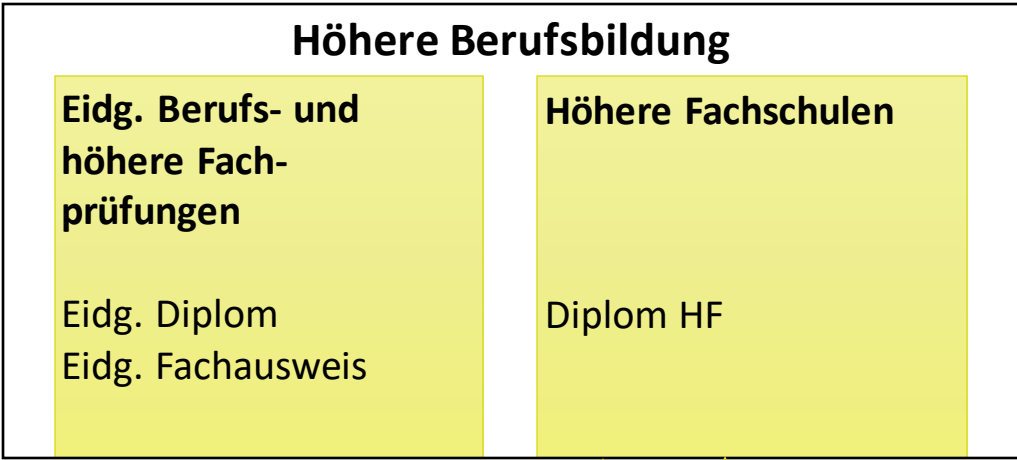 Höhere Berufsbildung
Eidg. Berufs- und
höhere Fach-
prüfungen
Eidg. Diplom
Eidg. Fachausweis
Höhere Fachschulen
Diplom HF